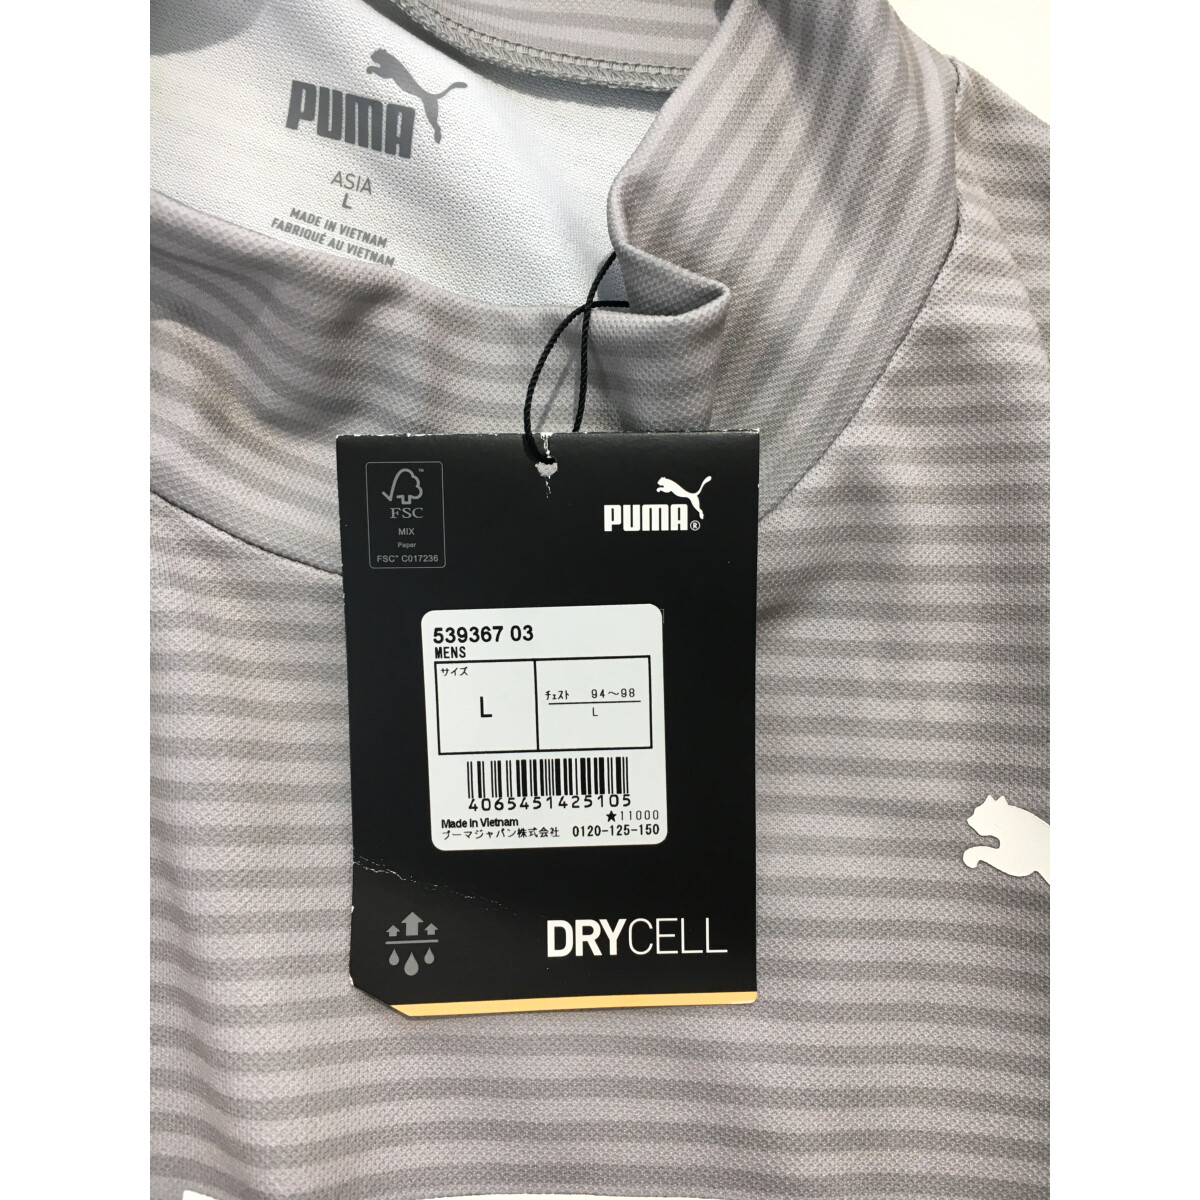 PUMA
ASIA
L
MADE IN VIETNAM
FABRIQUÉ AU VIETNAM
FSC
MIX
Paper
FSC™ C017236
PUMA®
539367 03
MENS
サイズ
L
チェスト 94〜98
L
4065451425105
★11000
Made in Vietnam
プーマジャパン株式会社 0120-125-150
DRYCELL